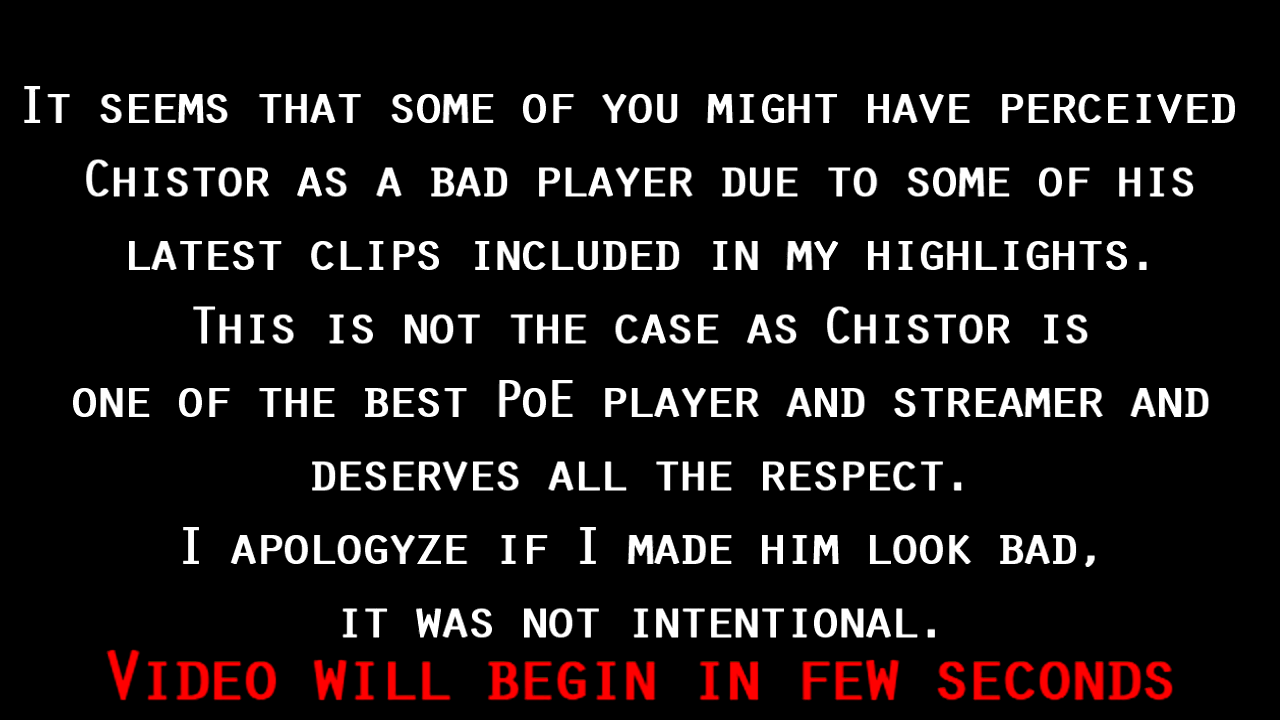 It seems that some of you might have perceived
Chistor as a bad player due to some of his
latest clips included in my highlights.
This is not the case as Chistor is
one of the best PoE player and streamer and
deserves all the respect.
I apologyze if I made him look bad,
it was not intentional.
Video will begin in few seconds